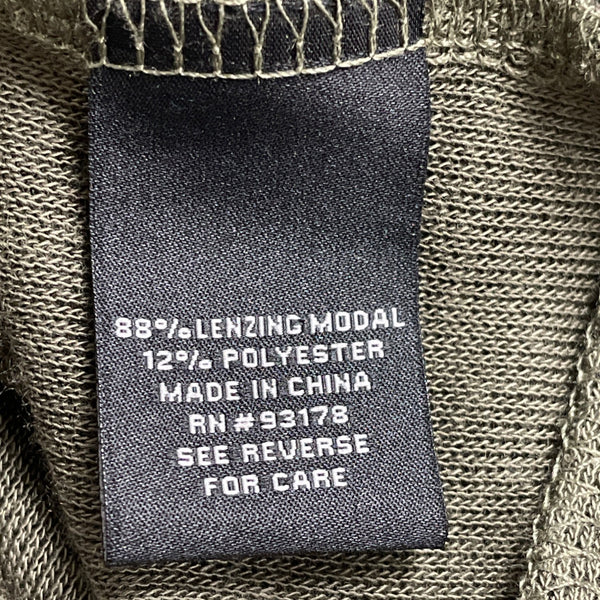 88% LENZING MODAL
12% POLYESTER
MADE IN CHINA
RN #93178
SEE REVERSE
FOR CARE